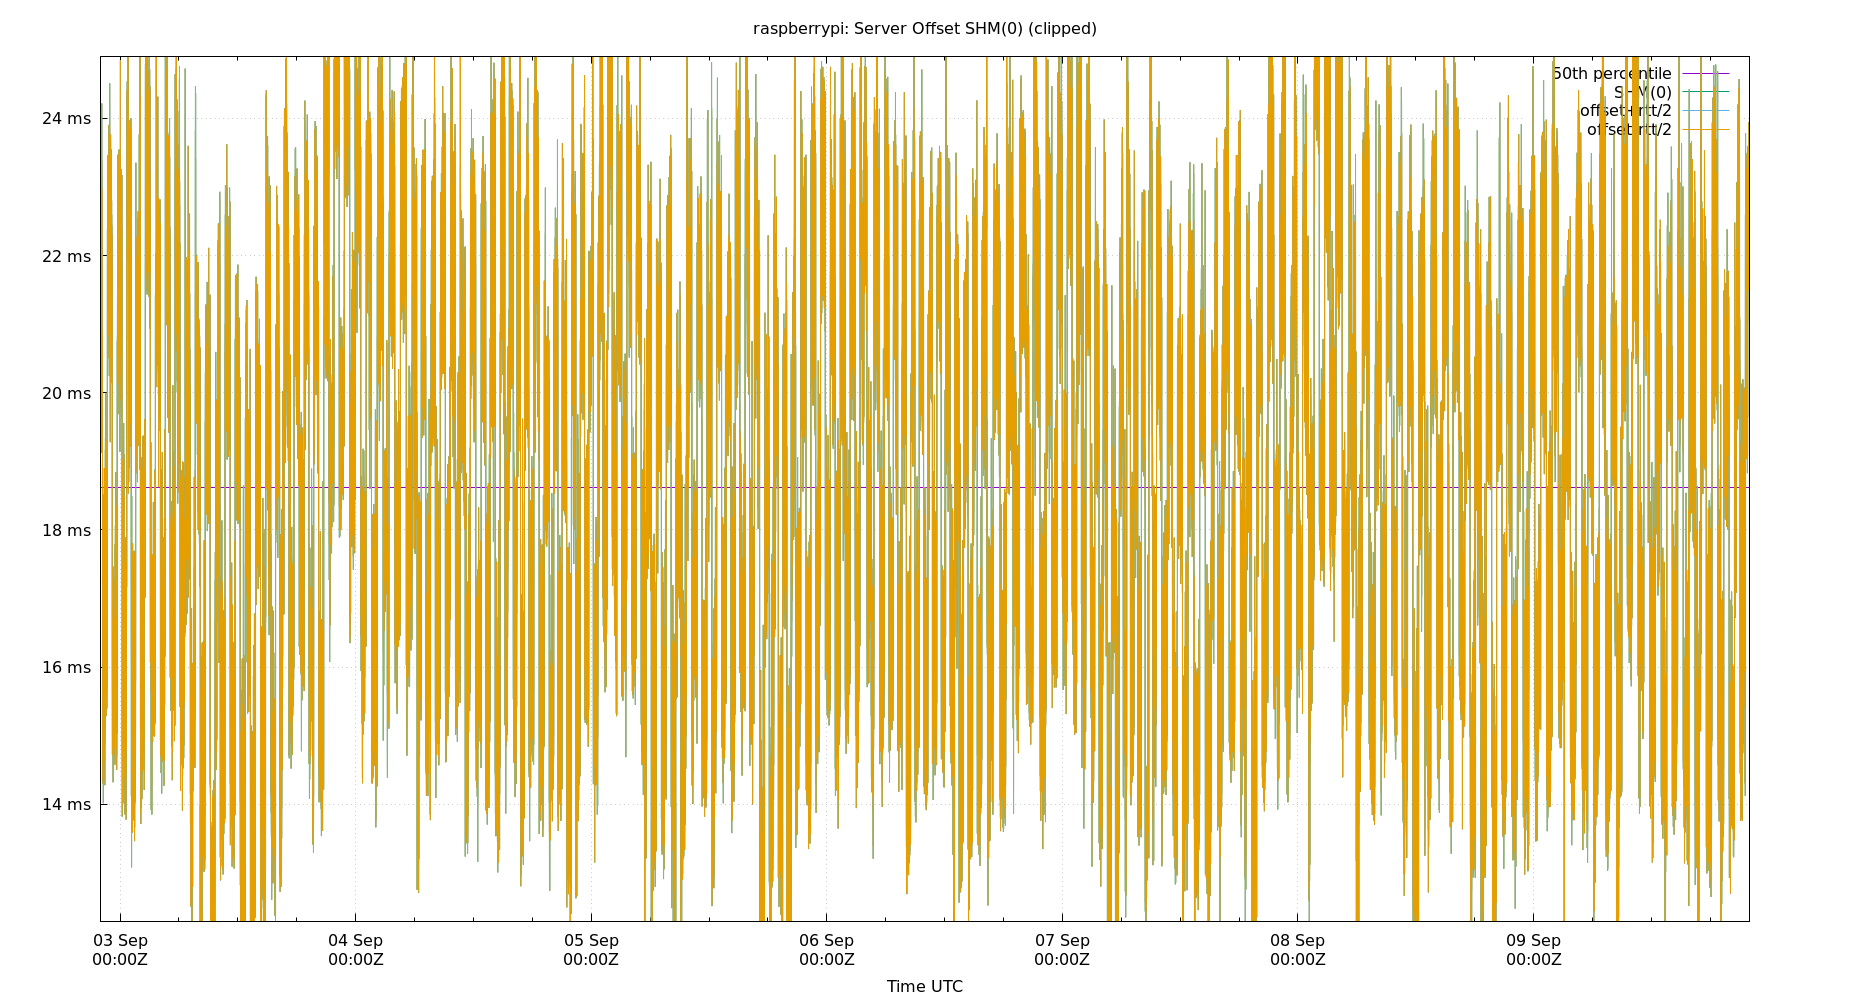 raspberrypi: Server Offset SHM(0) (clipped)
50th percentile
SHM(0)
offset+rtt/2
offset-rtt/2
24 ms
22 ms
20 ms
18 ms
16 ms
14 ms
03 Sep 04 Sep 05 Sep 06 Sep 07 Sep 08 Sep 09 Sep
00:00Z 00:00Z 00:00Z 00:00Z 00:00Z 00:00Z 00:00Z
Time UTC